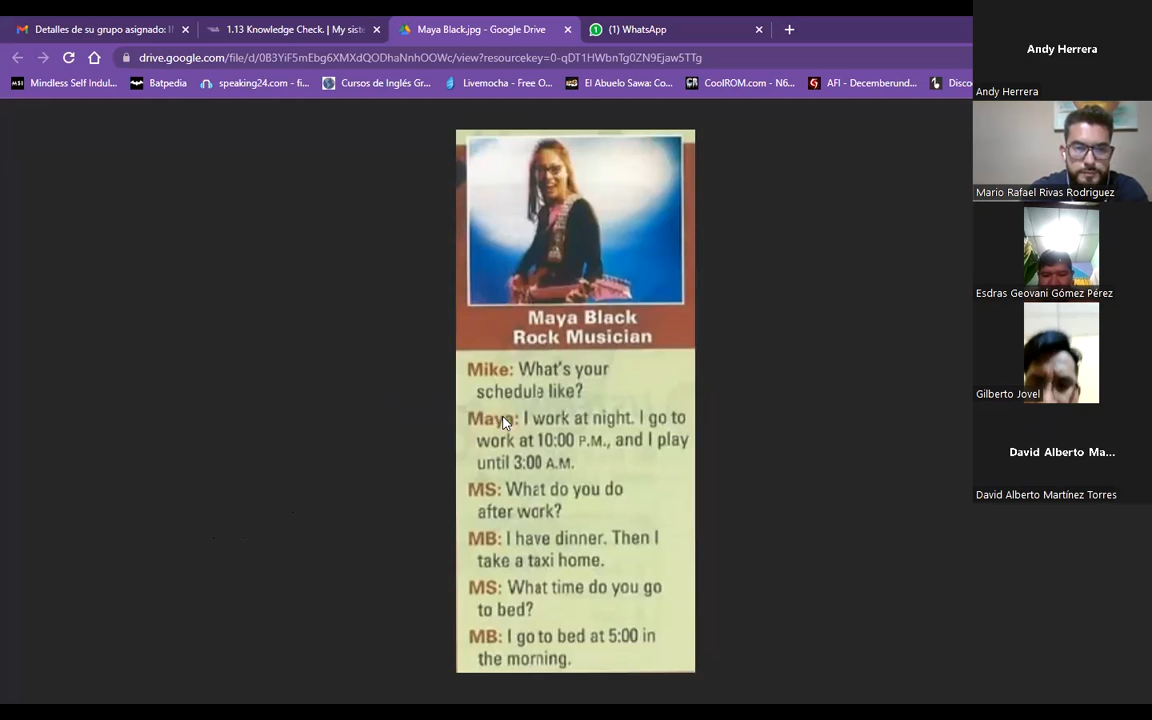 Detalles de su grupo asignado: I
1.13 Knowledge Check. | My sist
Maya Black.jpg - Google Drive
(1) WhatsApp
drive.google.com/file/d/0B3YiF5mEbg6XMXdQODhaNnhOOWc/view?resourcekey=0-qDT1HWbnTg0ZN9Ejaw5TTg
Mindless Self Indul...
Batpedia
speaking24.com - fi...
Cursos de Inglés Gr...
Livemocha - Free O...
El Abuelo Sawa: Co...
CoolROM.com - N6...
AFI - Decemberund...
Disco
Maya Black
Rock Musician
Mike: What's your
schedule like?
Maya: I work at night. I go to
work at 10:00 P.M., and I play
until 3:00 A.M.
MS: What do you do
after work?
MB: I have dinner. Then I
take a taxi home.
MS: What time do you go
to bed?
MB: I go to bed at 5:00 in
the morning.
Andy Herrera
Andy Herrera
Mario Rafael Rivas Rodriguez
Esdras Geovani Gómez Pérez
Gilberto Jovel
David Alberto Ma...
David Alberto Martínez Torres